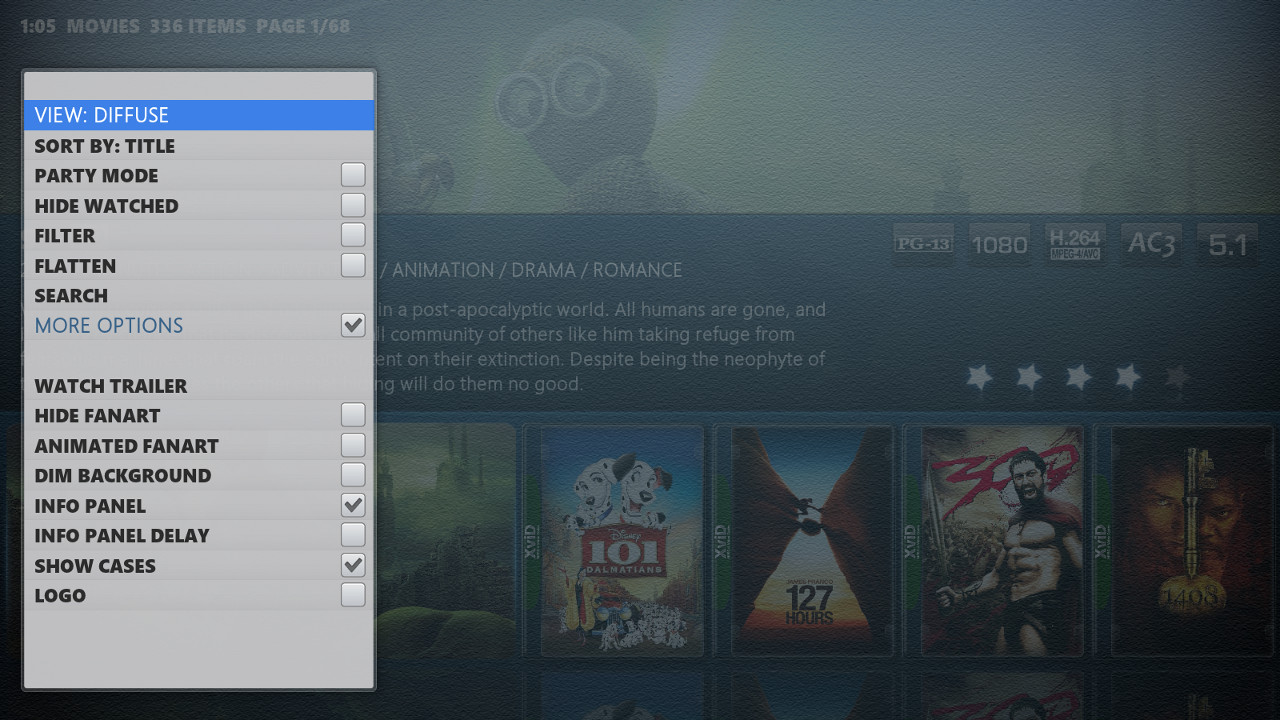 1:05 MOVIES 336 ITEMS PAGE 1/68
VIEW: DIFFUSE
SORT BY: TITLE
PARTY MODE
HIDE WATCHED
FILTER
FLATTEN
SEARCH
MORE OPTIONS
WATCH TRAILER
HIDE FANART
ANIMATED FANART
DIM BACKGROUND
INFO PANEL
INFO PANEL DELAY
SHOW CASES
LOGO
PG-13 1080 H.264 MPEG-4/AVC AC3 5.1
/ ANIMATION / DRAMA / ROMANCE
in a post-apocalyptic world. All humans are gone, and
community of others like him taking refuge from
on their extinction. Despite being the neophyte of
will do them no good.
XviD
DISNEY
101
DALMATIANS
XviD
JAMES FRANCO
127
HOURS
XviD
300
XviD
1408